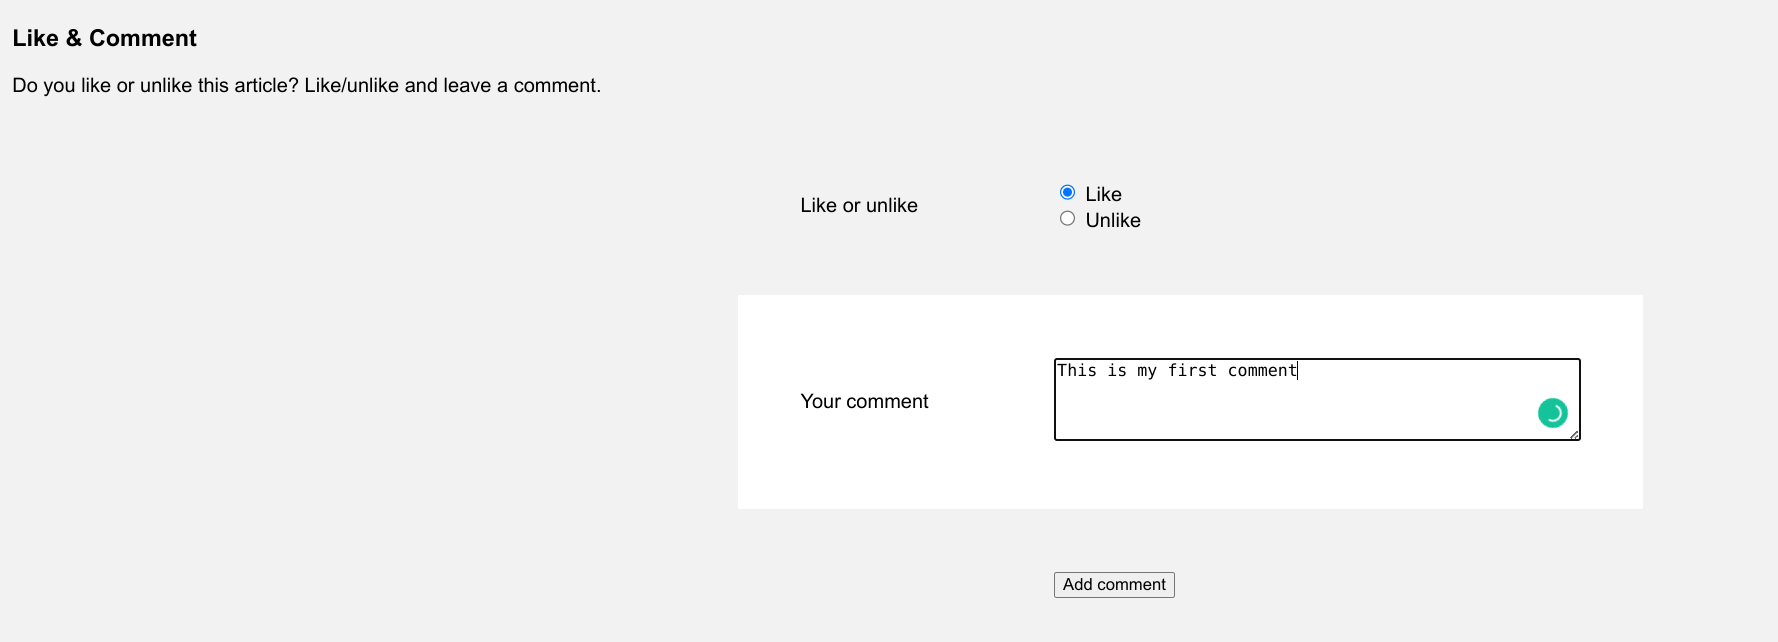 Like & Comment
Do you like or unlike this article? Like/unlike and leave a comment.
Like or unlike
Like
Unlike
Your comment
This is my first comment
Add comment